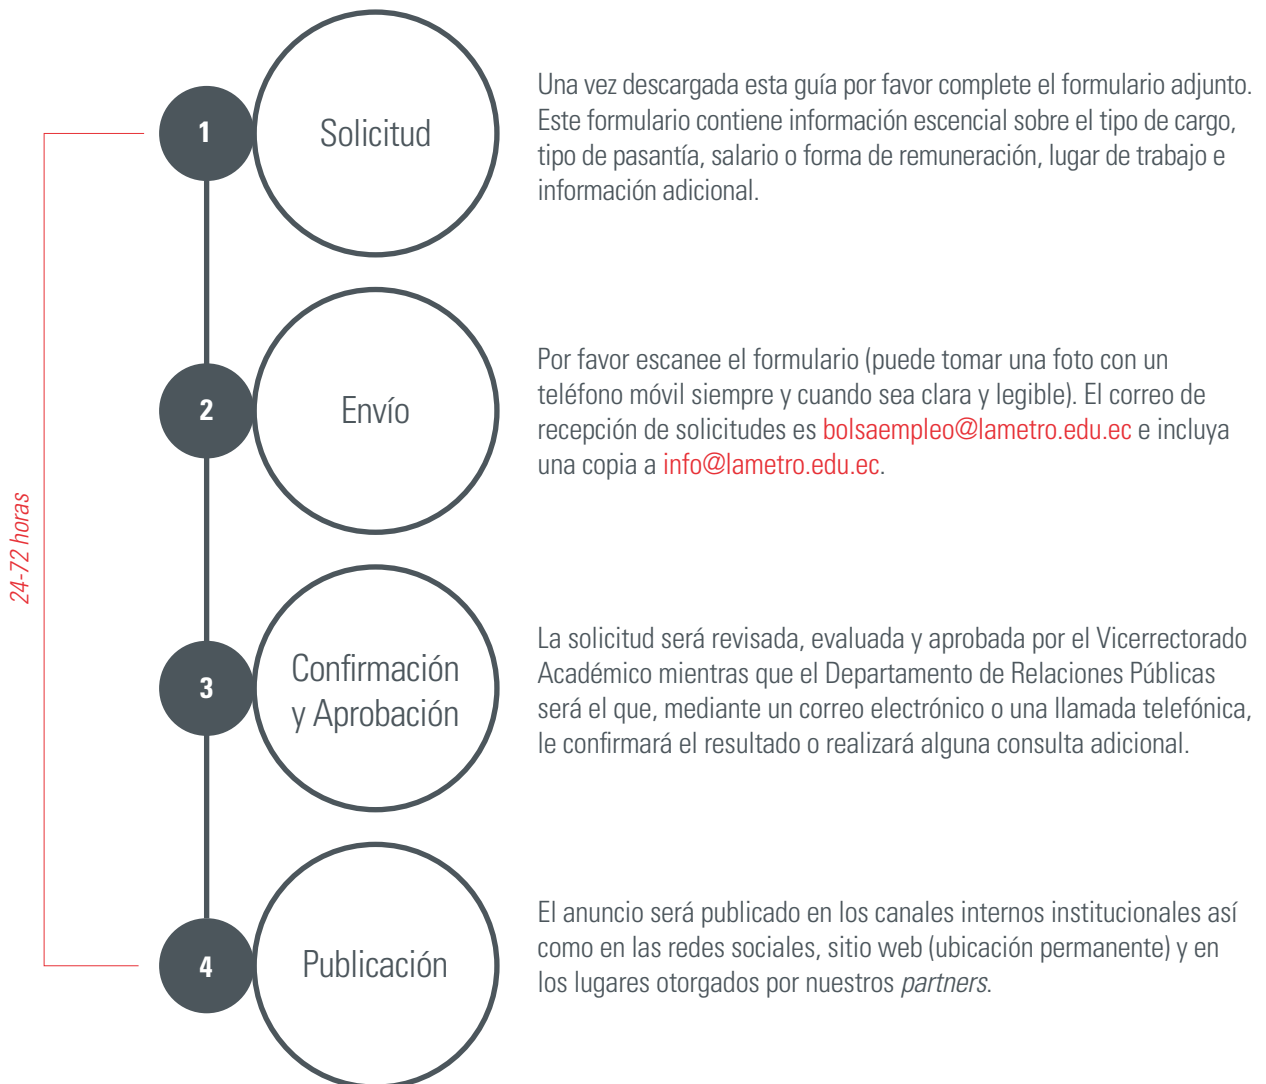 24-72 horas
1
Solicitud
Una vez descargada esta guía por favor complete el formulario adjunto.
Este formulario contiene información escencial sobre el tipo de cargo,
tipo de pasantía, salario o forma de remuneración, lugar de trabajo e
información adicional.
2
Envío
Por favor escanee el formulario (puede tomar una foto con un
teléfono móvil siempre y cuando sea clara y legible). El correo de
recepción de solicitudes es bolsaempleo@lametro.edu.ec e incluya
una copia a info@lametro.edu.ec.
3
Confirmación
y Aprobación
La solicitud será revisada, evaluada y aprobada por el Vicerrectorado
Académico mientras que el Departamento de Relaciones Públicas
será el que, mediante un correo electrónico o una llamada telefónica,
le confirmará el resultado o realizará alguna consulta adicional.
4
Publicación
El anuncio será publicado en los canales internos institucionales así
como en las redes sociales, sitio web (ubicación permanente) y en
los lugares otorgados por nuestros partners.